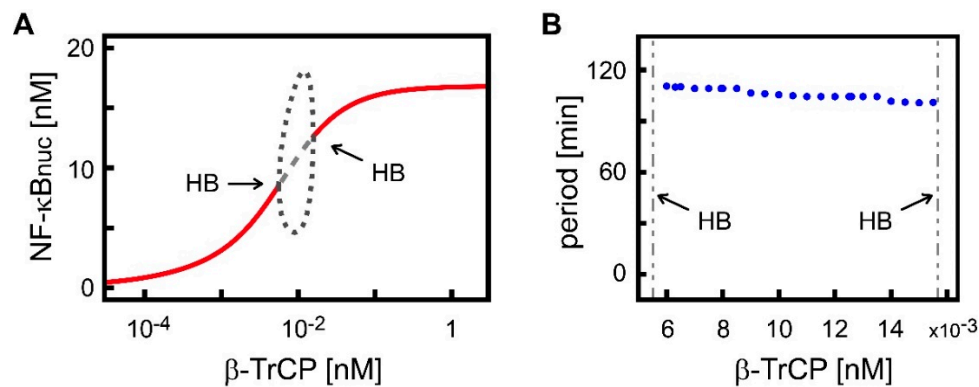 A
20
10
0
NF-κBnuc [nM]
HB
HB
10⁻⁴
10⁻²
1
β-TrCP [nM]
B
120
60
0
period [min]
HB
HB
6
8
10
12
14
×10⁻³
β-TrCP [nM]